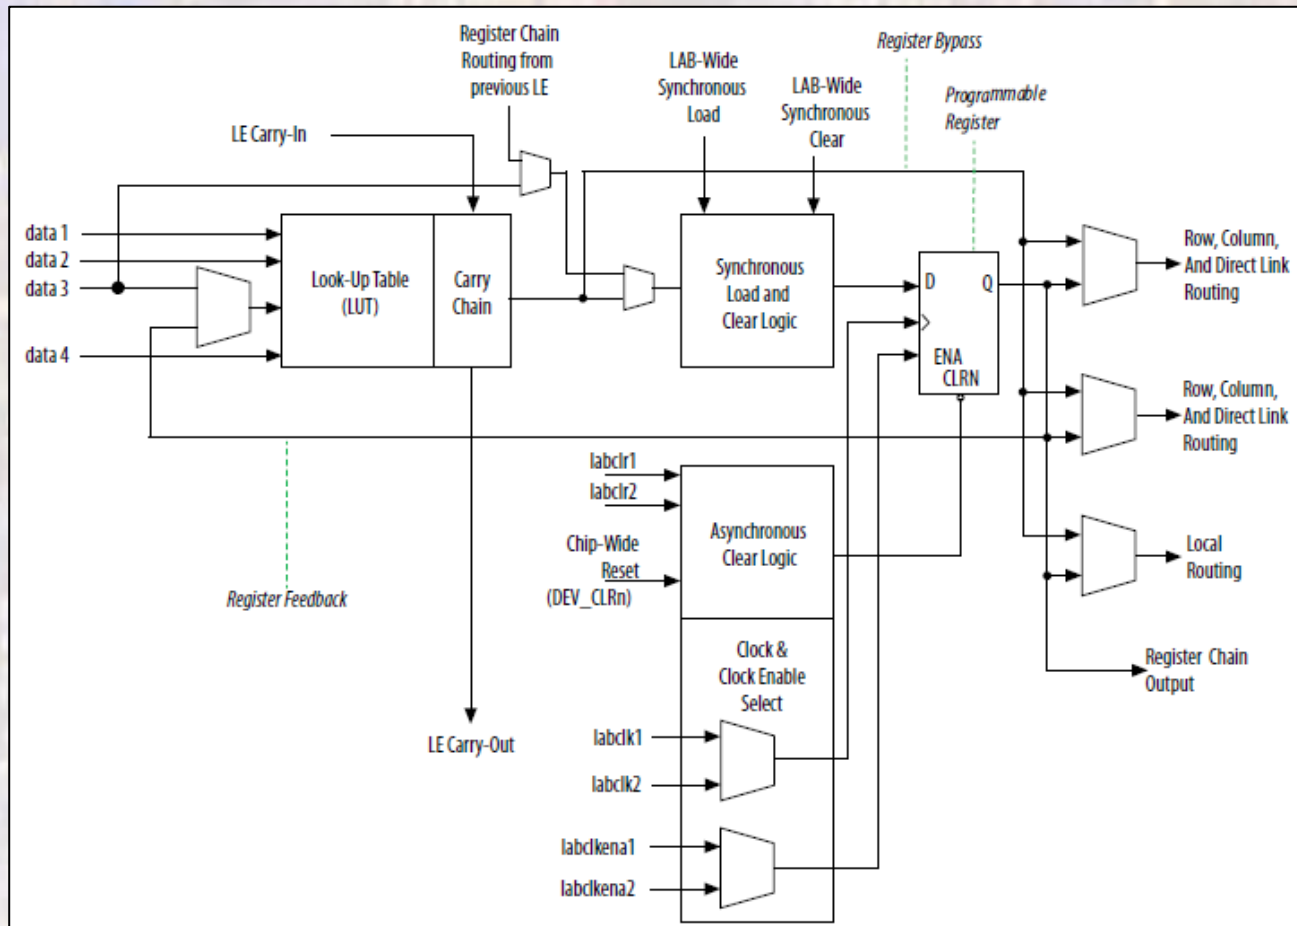 Register Chain
Routing from
previous LE
LAB-Wide
Synchronous
Load
LAB-Wide
Synchronous
Clear
Register Bypass
Programmable
Register
LE Carry-In
data 1
data 2
data 3
data 4
Look-Up Table
(LUT)
Carry
Chain
Synchronous
Load and
Clear Logic
D
Q
ENA
CLRN
Row, Column,
And Direct Link
Routing
Row, Column,
And Direct Link
Routing
Local
Routing
Register Chain
Output
Register Feedback
labclr1
labclr2
Chip-Wide
Reset
(DEV_CLRn)
Asynchronous
Clear Logic
Clock &
Clock Enable
Select
LE Carry-Out
labclk1
labclk2
labclkena1
labclkena2